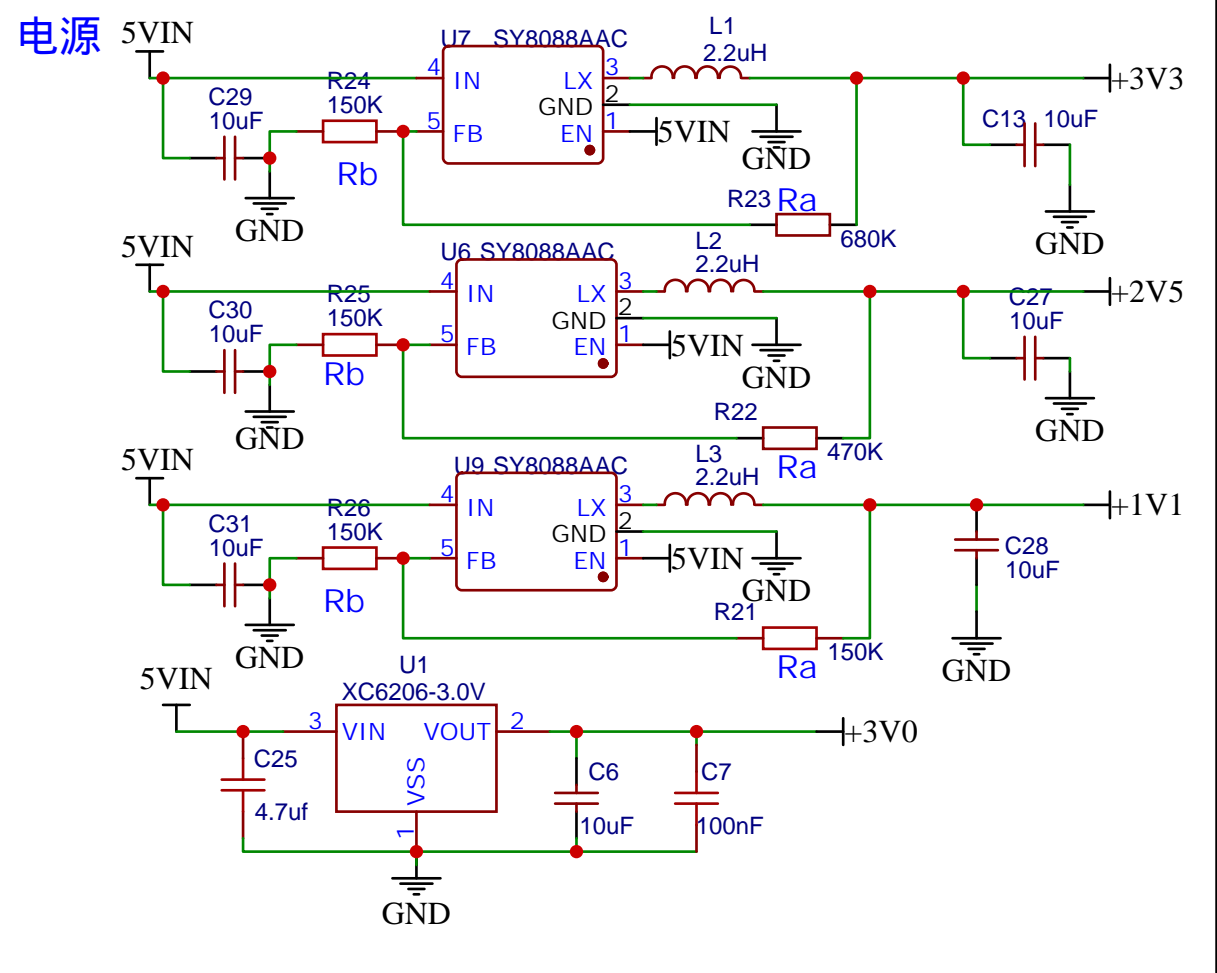 电源
5VIN
U7 SY8088AAC
L1
2.2uH
R24
150K
C29
10uF
4
IN
LX
3
GND
2
5
FB
EN
1
5VIN
GND
+3V3
C13 10uF
GND
Rb
GND
R23 Ra
680K
5VIN
U6 SY8088AAC
L2
2.2uH
R25
150K
C30
10uF
4
IN
LX
3
GND
2
5
FB
EN
1
5VIN
GND
+2V5
C27
10uF
GND
Rb
GND
R22
470K
Ra
5VIN
U9 SY8088AAC
L3
2.2uH
R26
150K
C31
10uF
4
IN
LX
3
GND
2
5
FB
EN
1
5VIN
GND
+1V1
C28
10uF
GND
Rb
GND
R21
150K
Ra
5VIN
U1
XC6206-3.0V
3
VIN
VOUT
2
VSS
1
+3V0
C25
4.7uf
C6
10uF
C7
100nF
GND